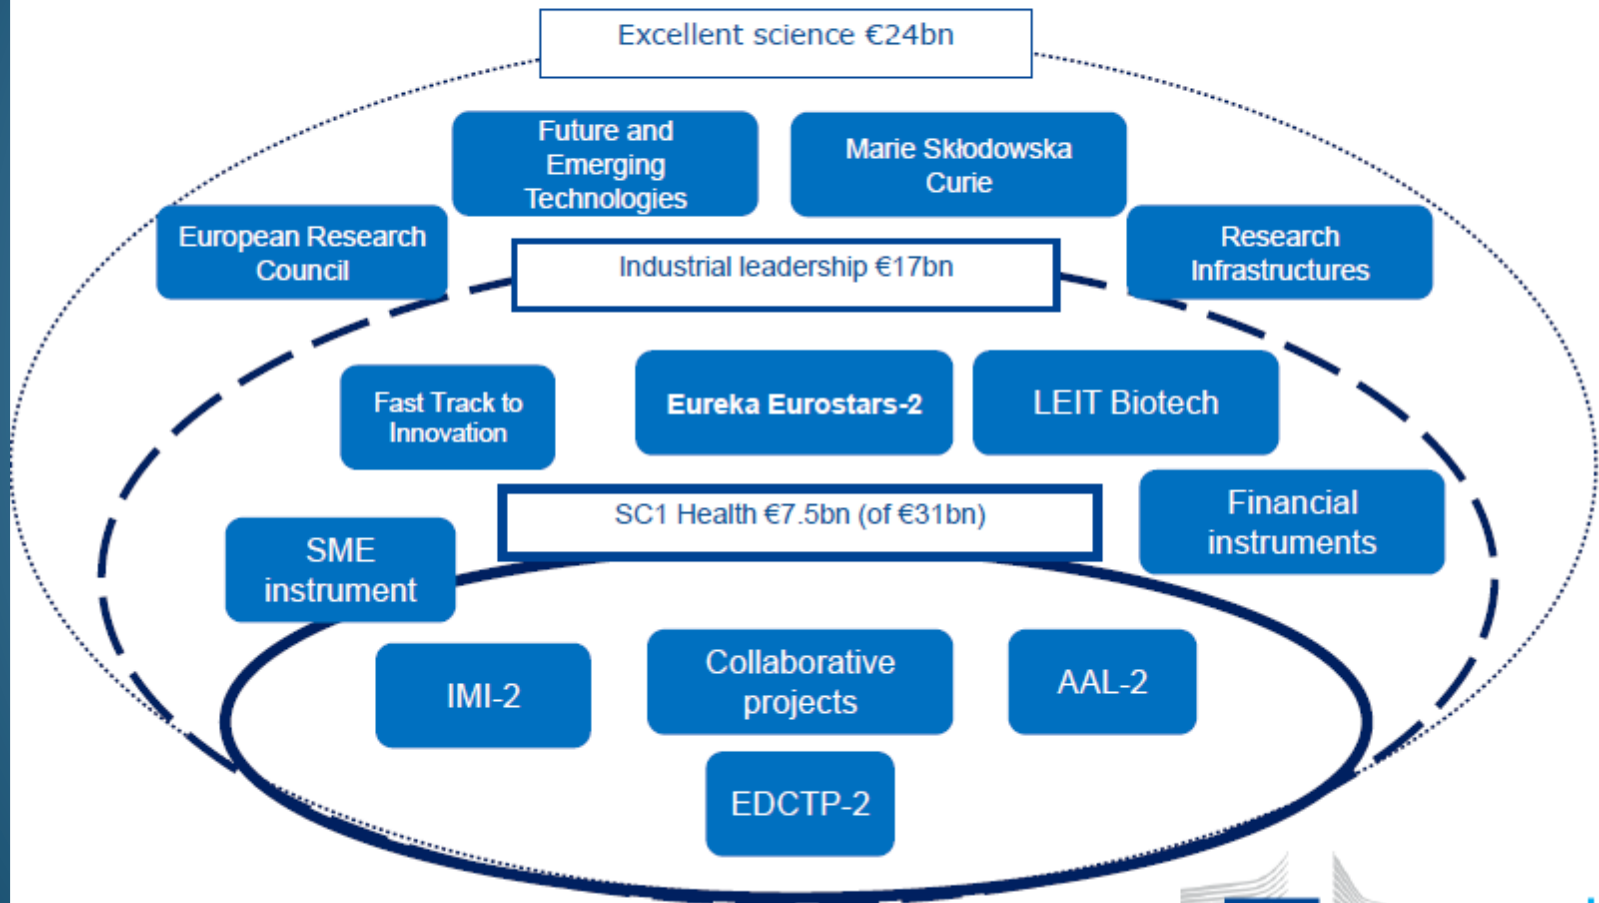 Excellent science €24bn
Future and
Emerging
Technologies
Marie Skłodowska
Curie
European Research
Council
Research
Infrastructures
Industrial leadership €17bn
Fast Track to
Innovation
Eureka Eurostars-2
LEIT Biotech
SC1 Health €7.5bn (of €31bn)
Financial
instruments
SME
instrument
IMI-2
Collaborative
projects
AAL-2
EDCTP-2